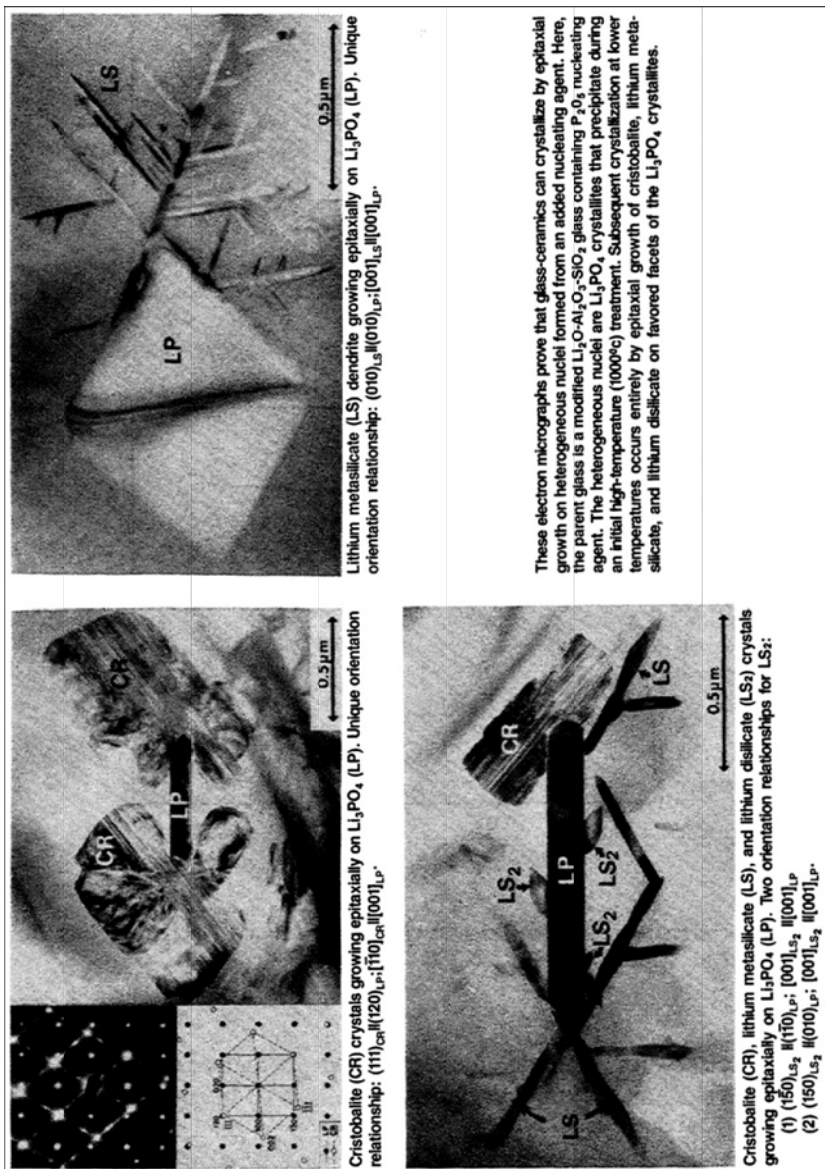 CR
CR
LP
0.5µm
LP
CR
Cristobalite (CR) crystals growing epitaxially on Li₃PO₄ (LP). Unique orientation
relationship: (111)CR‖(120)LP;[1̄10]CR‖[001]LP.
LS
LP
0.5µm
Lithium metasilicate (LS) dendrite growing epitaxially on Li₃PO₄ (LP). Unique
orientation relationship: (010)LS‖(010)LP;[001]LS‖[001]LP.
CR
LS₂
LP
LS₂
LS₂
LS
LS
0.5µm
Cristobalite (CR), lithium metasilicate (LS), and lithium disilicate (LS₂) crystals
growing epitaxially on Li₃PO₄ (LP). Two orientation relationships for LS₂:
(1) (15̄0)LS₂ ‖(11̄0)LP; [001]LS₂ ‖[001]LP
(2) (150)LS₂ ‖(010)LP; [001]LS₂ ‖[001]LP.
These electron micrographs prove that glass-ceramics can crystallize by epitaxial
growth on heterogeneous nuclei formed from an added nucleating agent. Here,
the parent glass is a modified Li₂O-Al₂O₃-SiO₂ glass containing P₂O₅ nucleating
agent. The heterogeneous nuclei are Li₃PO₄ crystallites that precipitate during
an initial high-temperature (1000ºc) treatment. Subsequent crystallization at lower
temperatures occurs entirely by epitaxial growth of cristobalite, lithium meta-
silicate, and lithium disilicate on favored facets of the Li₃PO₄ crystallites.